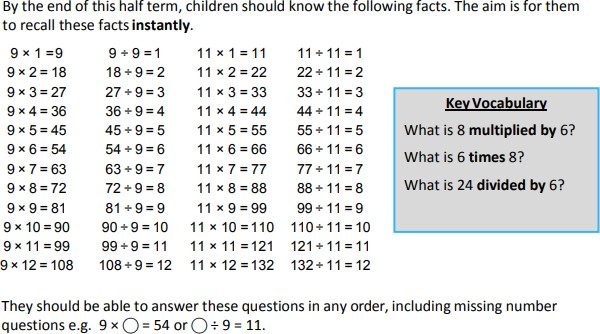 By the end of this half term, children should know the following facts. The aim is for them
to recall these facts instantly.
9 × 1 =9 9 ÷ 9 = 1 11 × 1 = 11 11 ÷ 11 = 1
9 × 2 = 18 18 ÷ 9 = 2 11 × 2 = 22 22 ÷ 11 = 2
9 × 3 = 27 27 ÷ 9 = 3 11 × 3 = 33 33 ÷ 11 = 3
9 × 4 = 36 36 ÷ 9 = 4 11 × 4 = 44 44 ÷ 11 = 4
9 × 5 = 45 45 ÷ 9 = 5 11 × 5 = 55 55 ÷ 11 = 5
9 × 6 = 54 54 ÷ 9 = 6 11 × 6 = 66 66 ÷ 11 = 6
9 × 7 = 63 63 ÷ 9 = 7 11 × 7 = 77 77 ÷ 11 = 7
9 × 8 = 72 72 ÷ 9 = 8 11 × 8 = 88 88 ÷ 11 = 8
9 × 9 = 81 81 ÷ 9 = 9 11 × 9 = 99 99 ÷ 11 = 9
9 × 10 = 90 90 ÷ 9 = 10 11 × 10 = 110 110 ÷ 11 = 10
9 × 11 = 99 99 ÷ 9 = 11 11 × 11 = 121 121 ÷ 11 = 11
9 × 12 = 108 108 ÷ 9 = 12 11 × 12 = 132 132 ÷ 11 = 12
Key Vocabulary
What is 8 multiplied by 6?
What is 6 times 8?
What is 24 divided by 6?
They should be able to answer these questions in any order, including missing number
questions e.g. 9 × ◯ = 54 or ◯ ÷ 9 = 11.